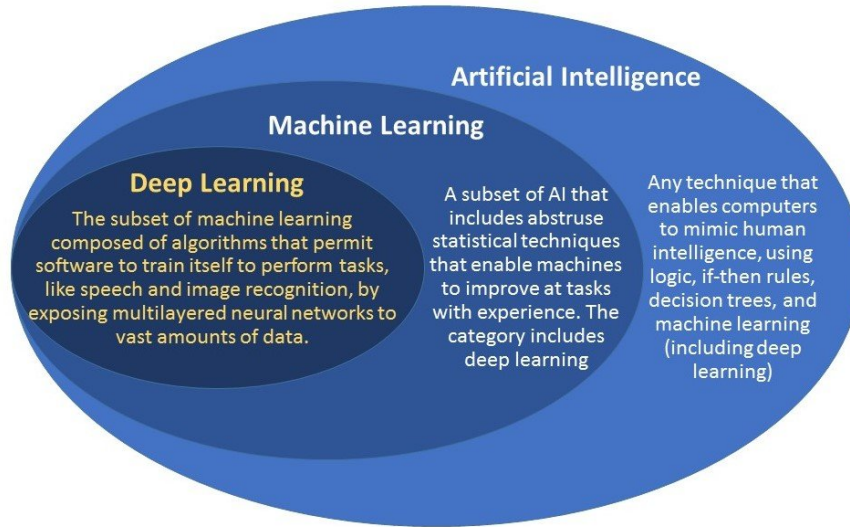 Artificial Intelligence
Machine Learning
Deep Learning
The subset of machine learning
composed of algorithms that permit
software to train itself to perform tasks,
like speech and image recognition, by
exposing multilayered neural networks to
vast amounts of data.
A subset of AI that
includes abstruse
statistical techniques
that enable machines
to improve at tasks
with experience. The
category includes
deep learning
Any technique that
enables computers
to mimic human
intelligence, using
logic, if-then rules,
decision trees, and
machine learning
(including deep
learning)